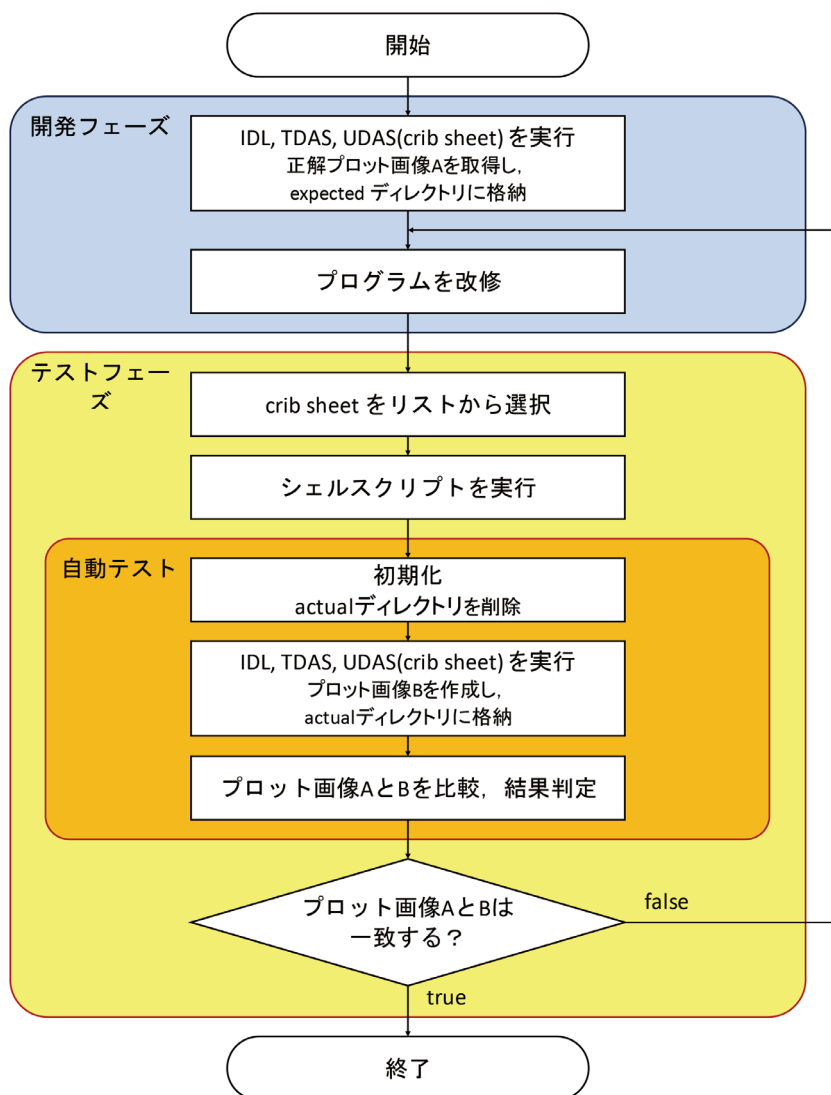 開始
開発フェーズ
IDL, TDAS, UDAS(crib sheet) を実行
正解プロット画像Aを取得し，
expected ディレクトリに格納
プログラムを改修
テストフェー
ズ
crib sheet をリストから選択
シェルスクリプトを実行
自動テスト
初期化
actualディレクトリを削除
IDL, TDAS, UDAS(crib sheet) を実行
プロット画像Bを作成し，
actualディレクトリに格納
プロット画像AとBを比較，結果判定
プロット画像AとBは
一致する？
false
true
終了